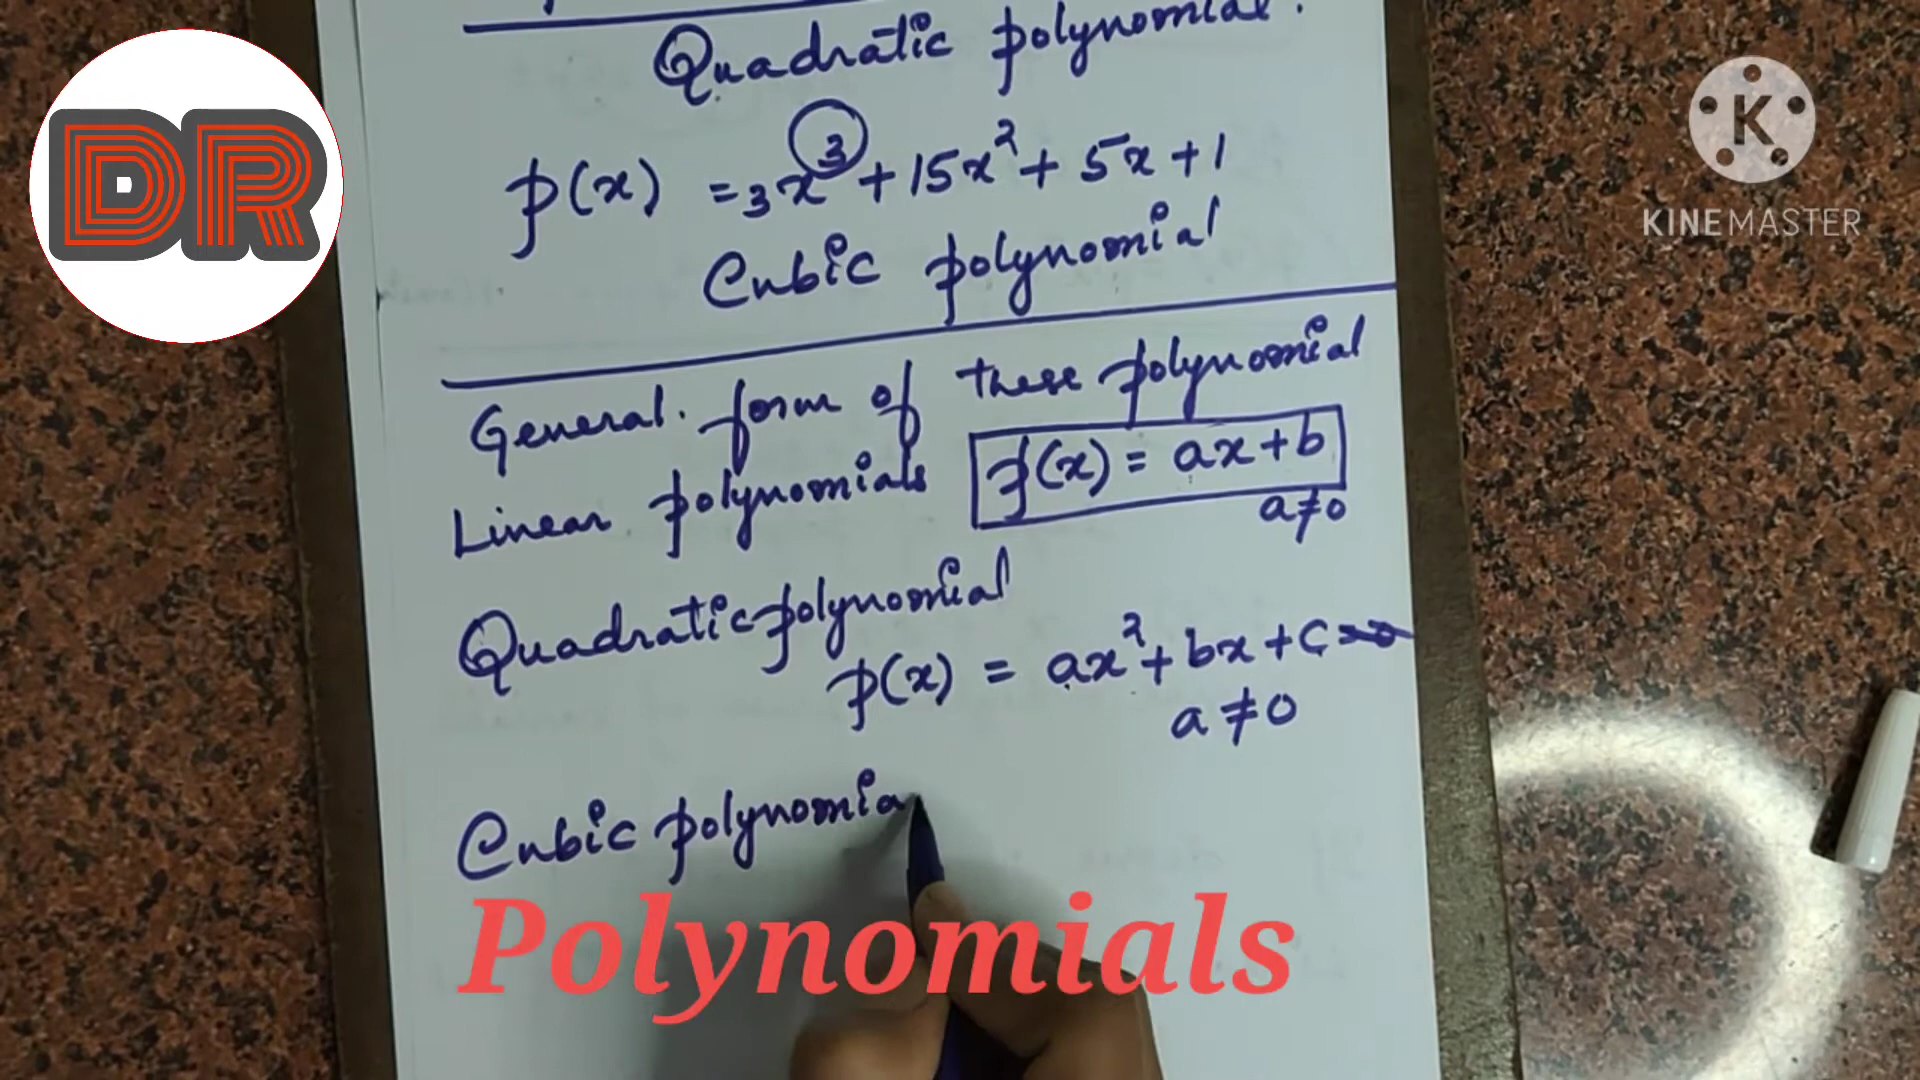 Quadratic polynomial.
p(x) = 3x³ + 15x² + 5x + 1
Cubic polynomial
General. form of these polynomial
Linear polynomials p(x) = ax + b
a ≠ 0
Quadratic polynomial
p(x) = ax² + bx + c
a ≠ 0
Cubic polynomia
Polynomials
DR
K
KINEMASTER